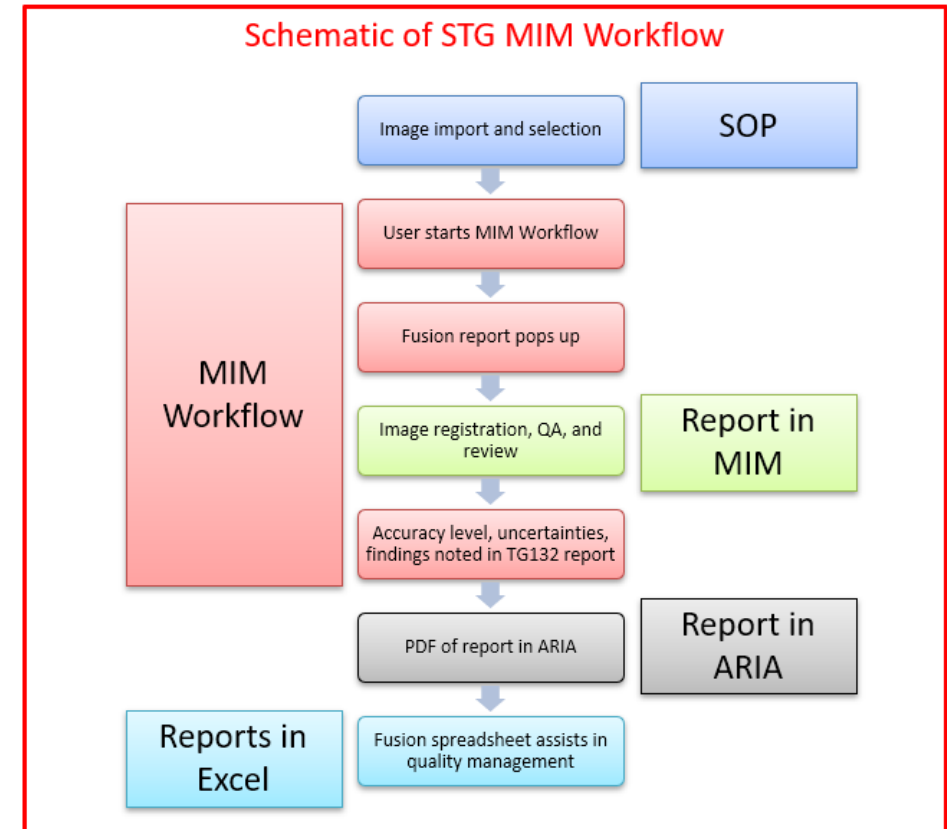 Schematic of STG MIM Workflow
Image import and selection
SOP
User starts MIM Workflow
Fusion report pops up
MIM
Workflow
Image registration, QA, and
review
Report in
MIM
Accuracy level, uncertainties,
findings noted in TG132 report
PDF of report in ARIA
Report in
ARIA
Reports in
Excel
Fusion spreadsheet assists in
quality management